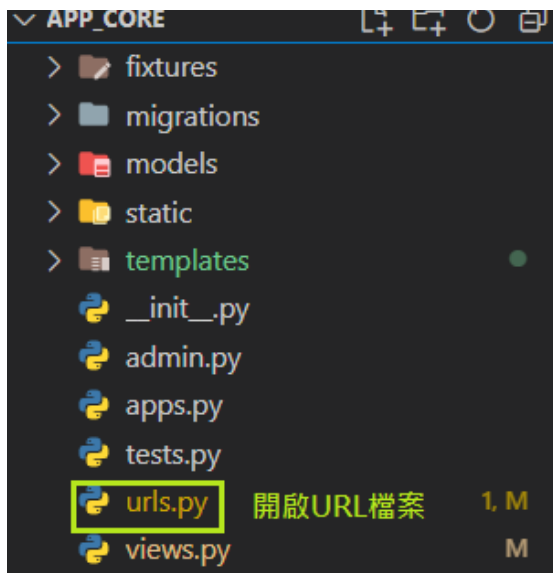 APP_CORE
fixtures
migrations
models
static
templates
__init__.py
admin.py
apps.py
tests.py
urls.py 開啟URL檔案 1, M
views.py M